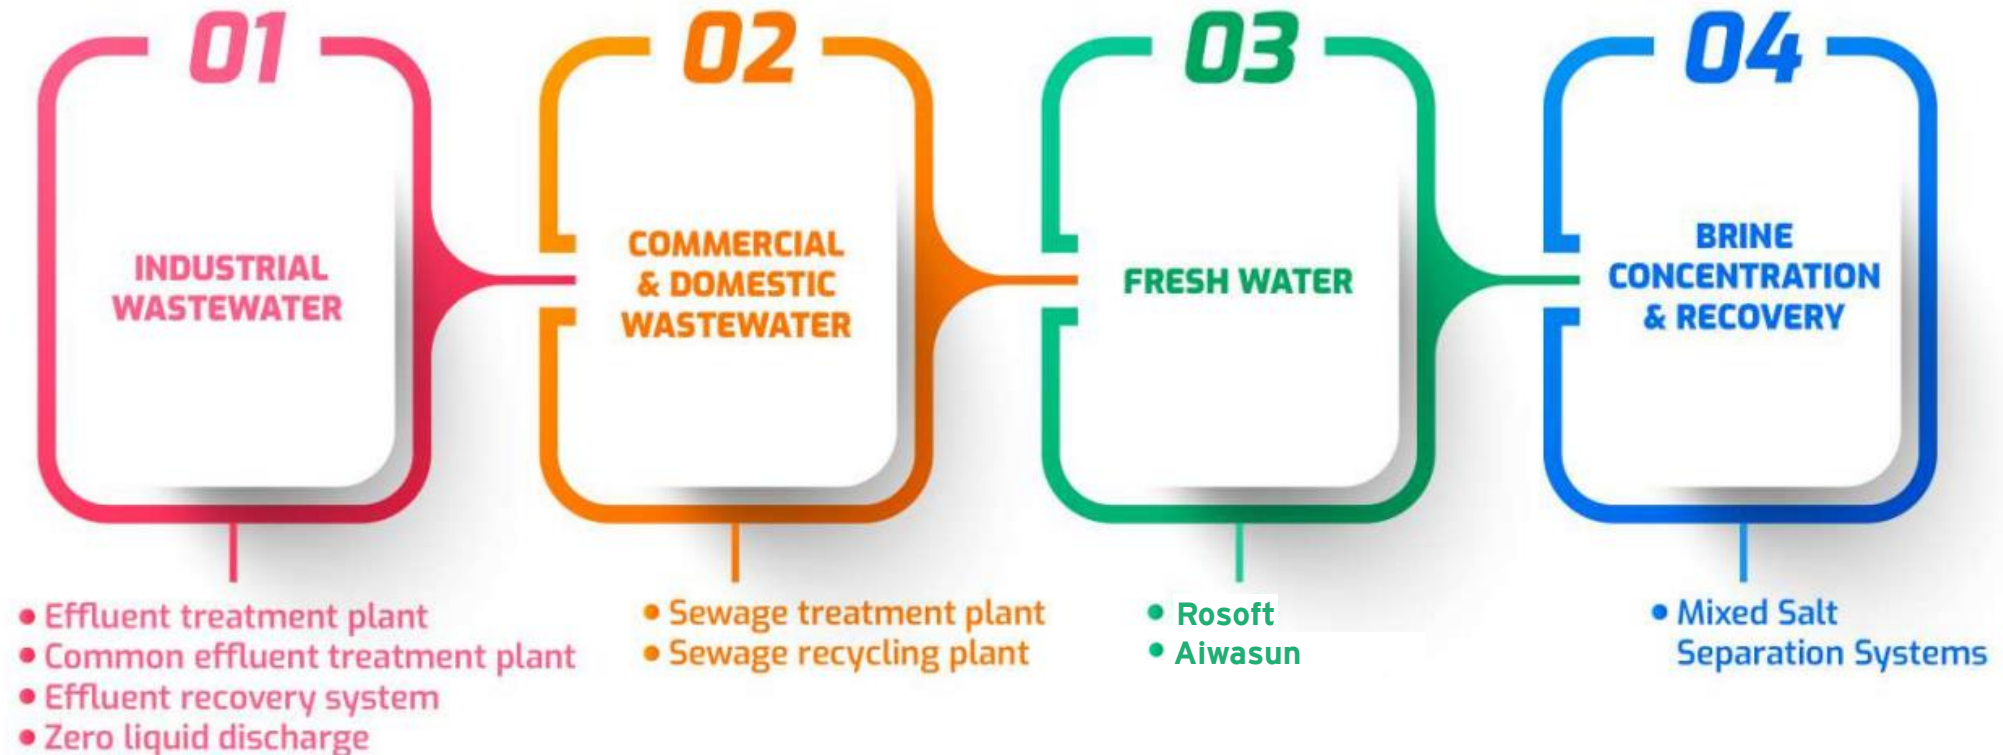 01
INDUSTRIAL
WASTEWATER
• Effluent treatment plant
• Common effluent treatment plant
• Effluent recovery system
• Zero liquid discharge
02
COMMERCIAL
& DOMESTIC
WASTEWATER
• Sewage treatment plant
• Sewage recycling plant
03
FRESH WATER
• Rosoft
• Aiwasun
04
BRINE
CONCENTRATION
& RECOVERY
• Mixed Salt
Separation Systems